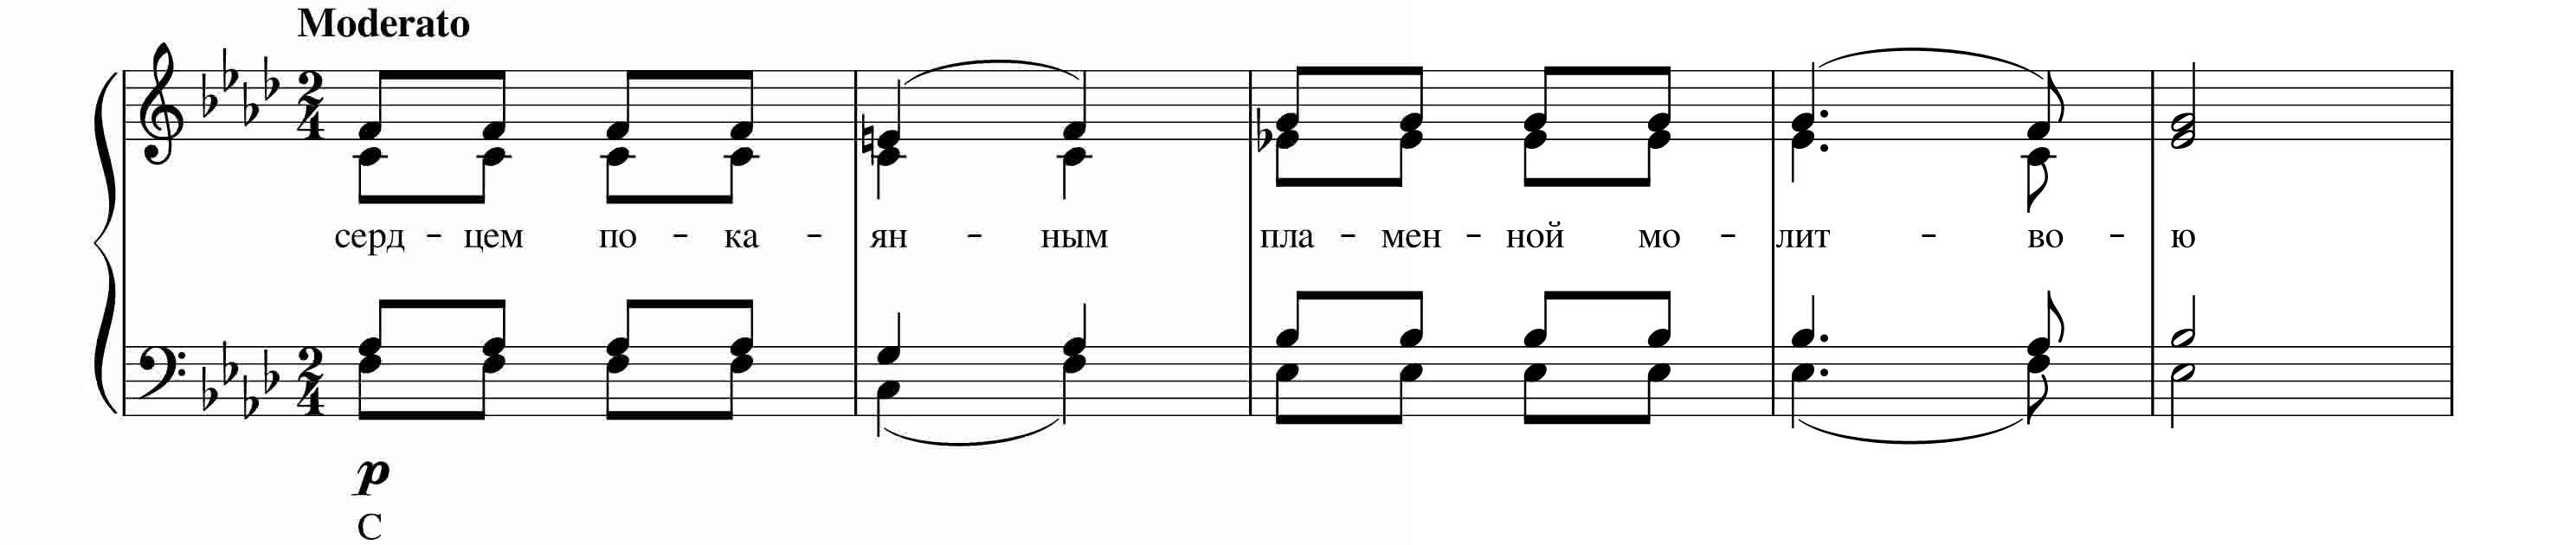 Moderato
серд - цем по - ка - ян - ным пла - мен - ной мо - лит - во - ю
p
С